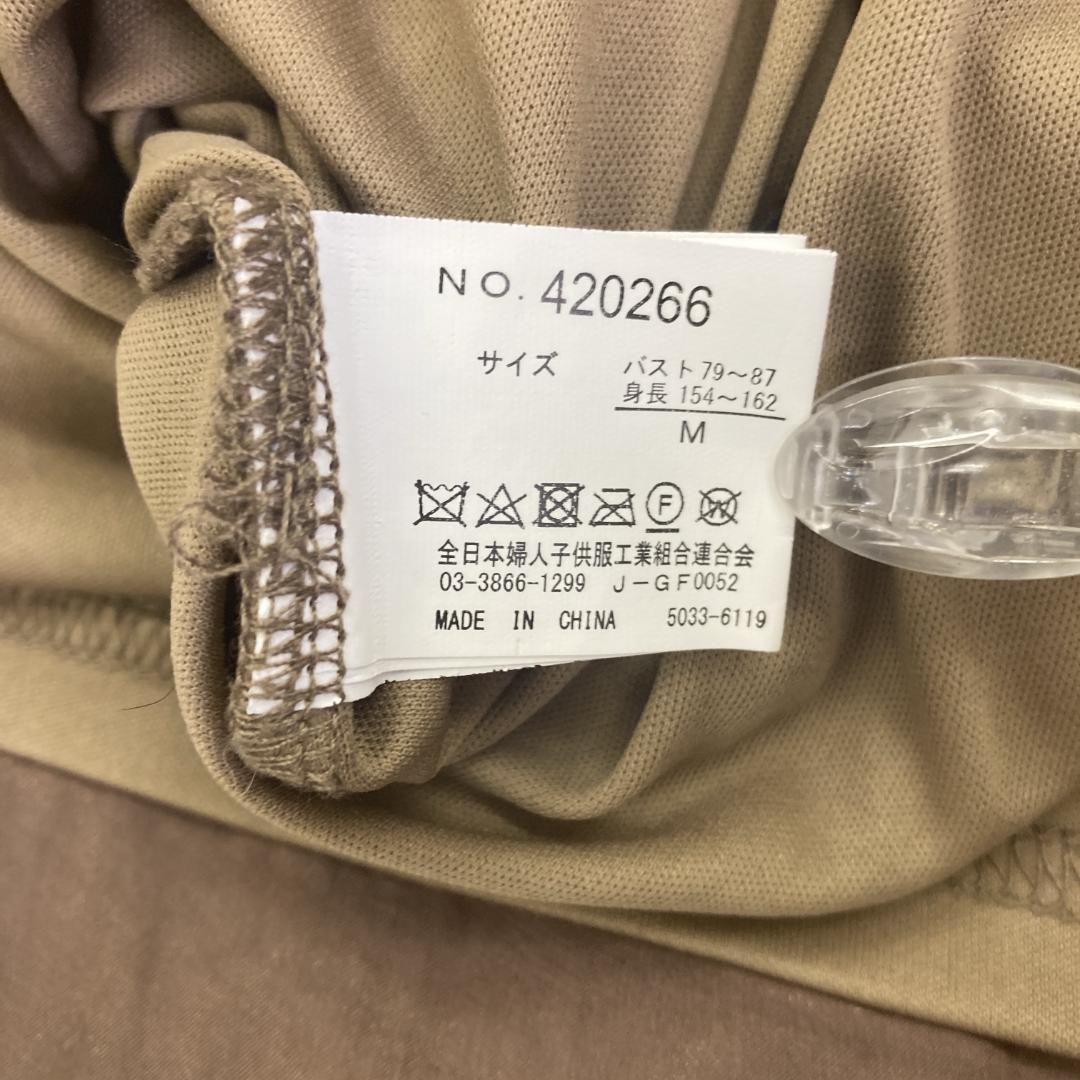 NO. 420266
サイズ バスト79～87
身長 154～162
M
F W
全日本婦人子供服工業組合連合会
03-3866-1299 J-GF0052
MADE IN CHINA 5033-6119